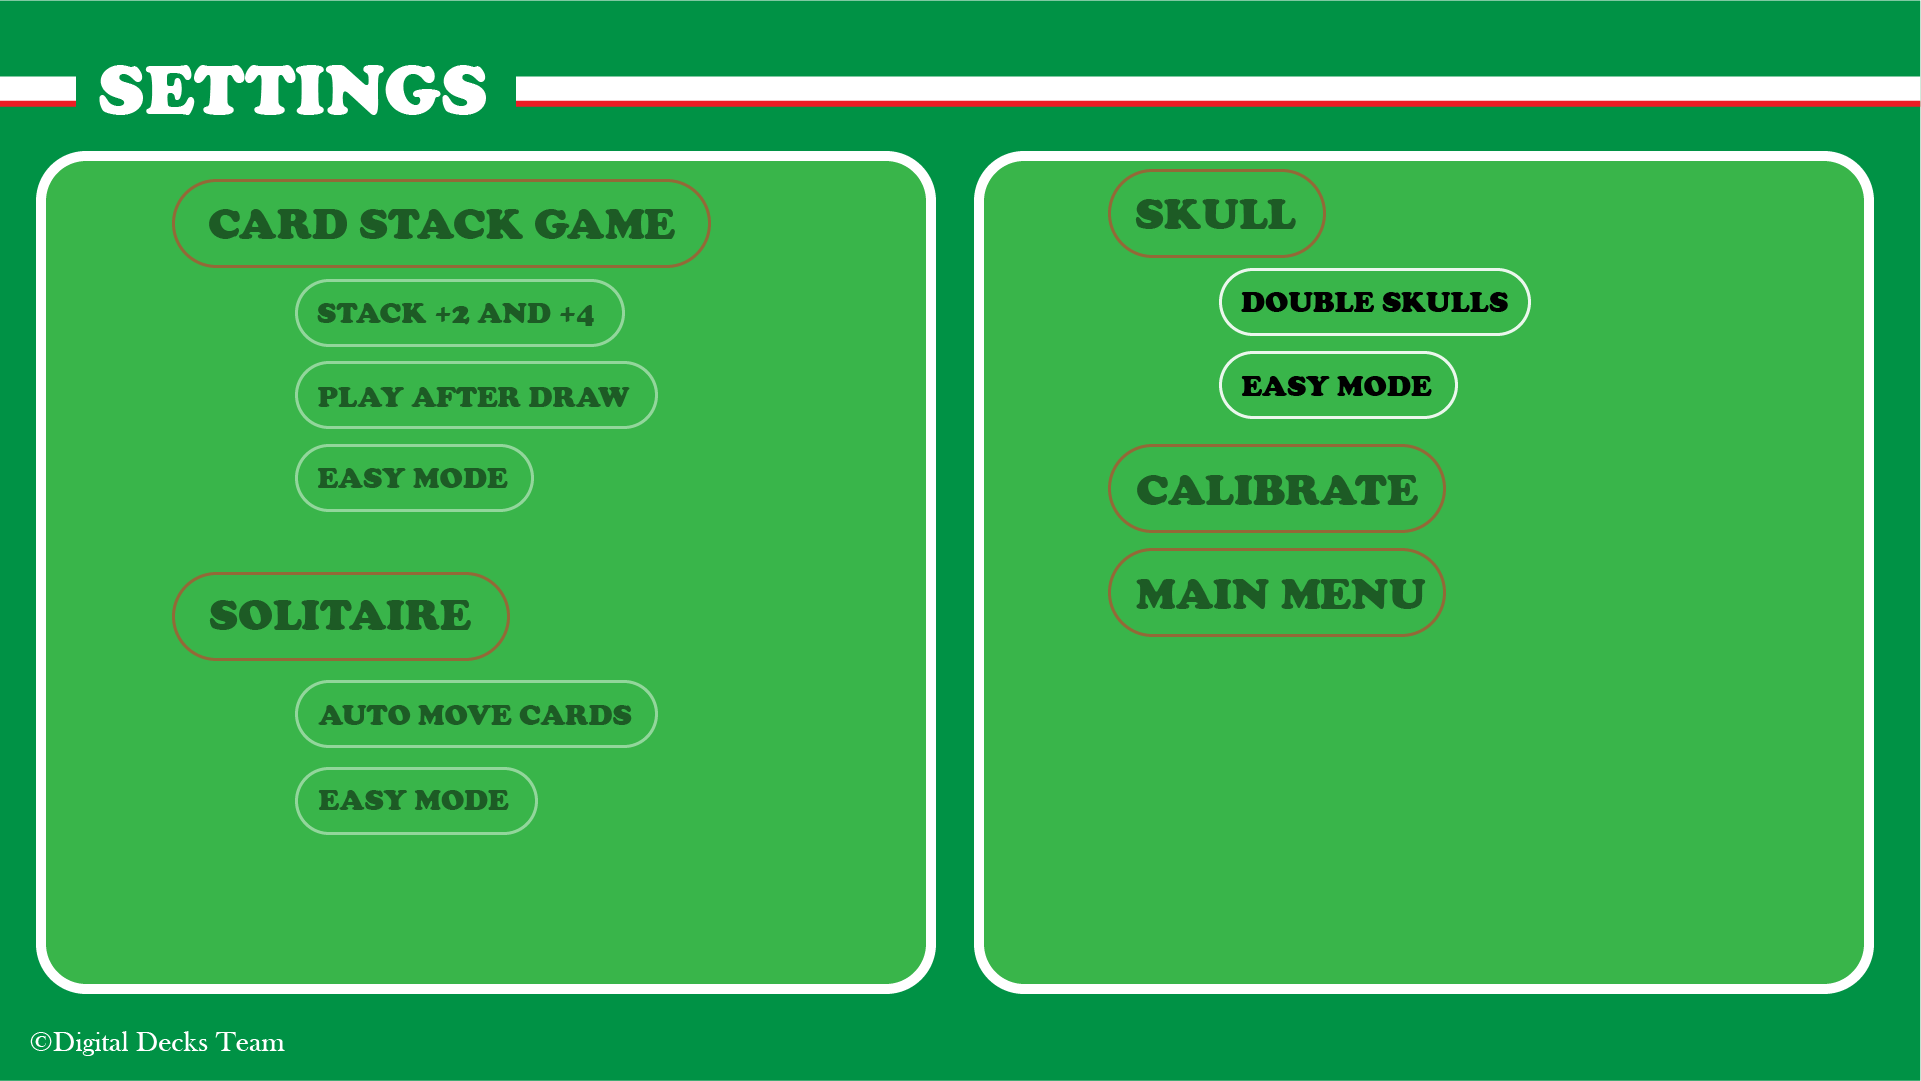 SETTINGS
CARD STACK GAME
STACK +2 AND +4
PLAY AFTER DRAW
EASY MODE
SOLITAIRE
AUTO MOVE CARDS
EASY MODE
SKULL
DOUBLE SKULLS
EASY MODE
CALIBRATE
MAIN MENU
©Digital Decks Team